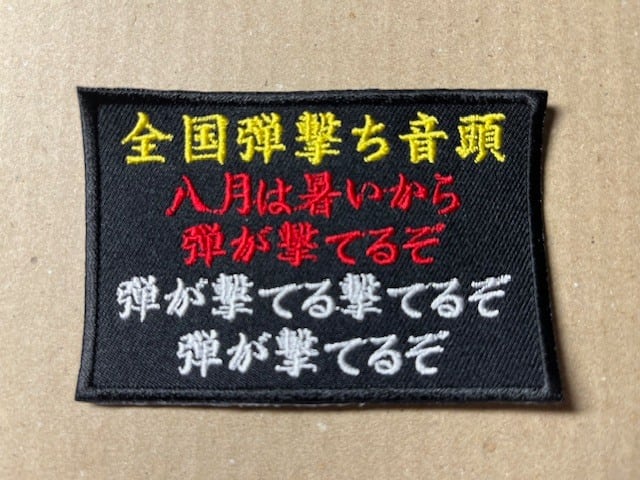 全国弾撃ち音頭
八月は暑いから
弾が撃てるぞ
弾が撃てる撃てるぞ
弾が撃てるぞ